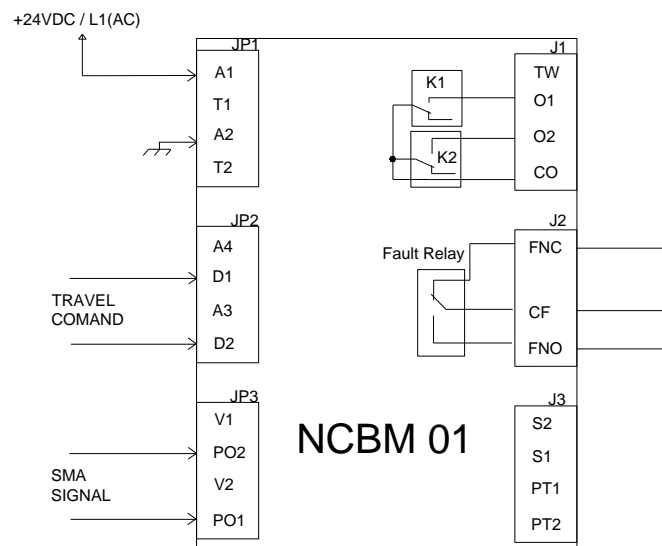 +24VDC / L1(AC)
JP1
A1
T1
A2
T2
JP2
A4
D1
A3
D2
TRAVEL
COMAND
JP3
V1
PO2
V2
PO1
SMA
SIGNAL
NCBM 01
K1
K2
Fault Relay
J1
TW
O1
O2
CO
J2
FNC
CF
FNO
J3
S2
S1
PT1
PT2